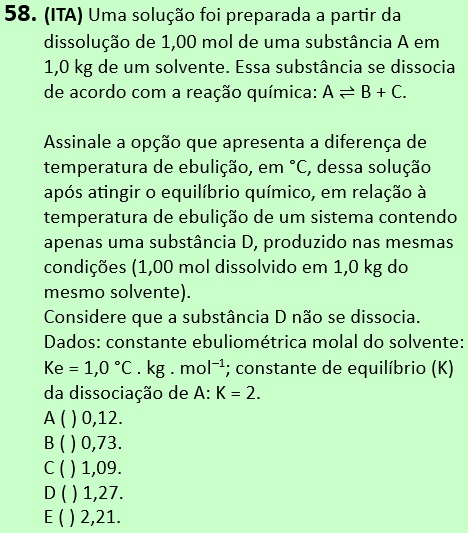 58. (ITA) Uma solução foi preparada a partir da
dissolução de 1,00 mol de uma substância A em
1,0 kg de um solvente. Essa substância se dissocia
de acordo com a reação química: A ⇌ B + C.
Assinale a opção que apresenta a diferença de
temperatura de ebulição, em °C, dessa solução
após atingir o equilíbrio químico, em relação à
temperatura de ebulição de um sistema contendo
apenas uma substância D, produzido nas mesmas
condições (1,00 mol dissolvido em 1,0 kg do
mesmo solvente).
Considere que a substância D não se dissocia.
Dados: constante ebuliométrica molal do solvente:
Ke = 1,0 °C . kg . mol⁻¹; constante de equilíbrio (K)
da dissociação de A: K = 2.
A ( ) 0,12.
B ( ) 0,73.
C ( ) 1,09.
D ( ) 1,27.
E ( ) 2,21.